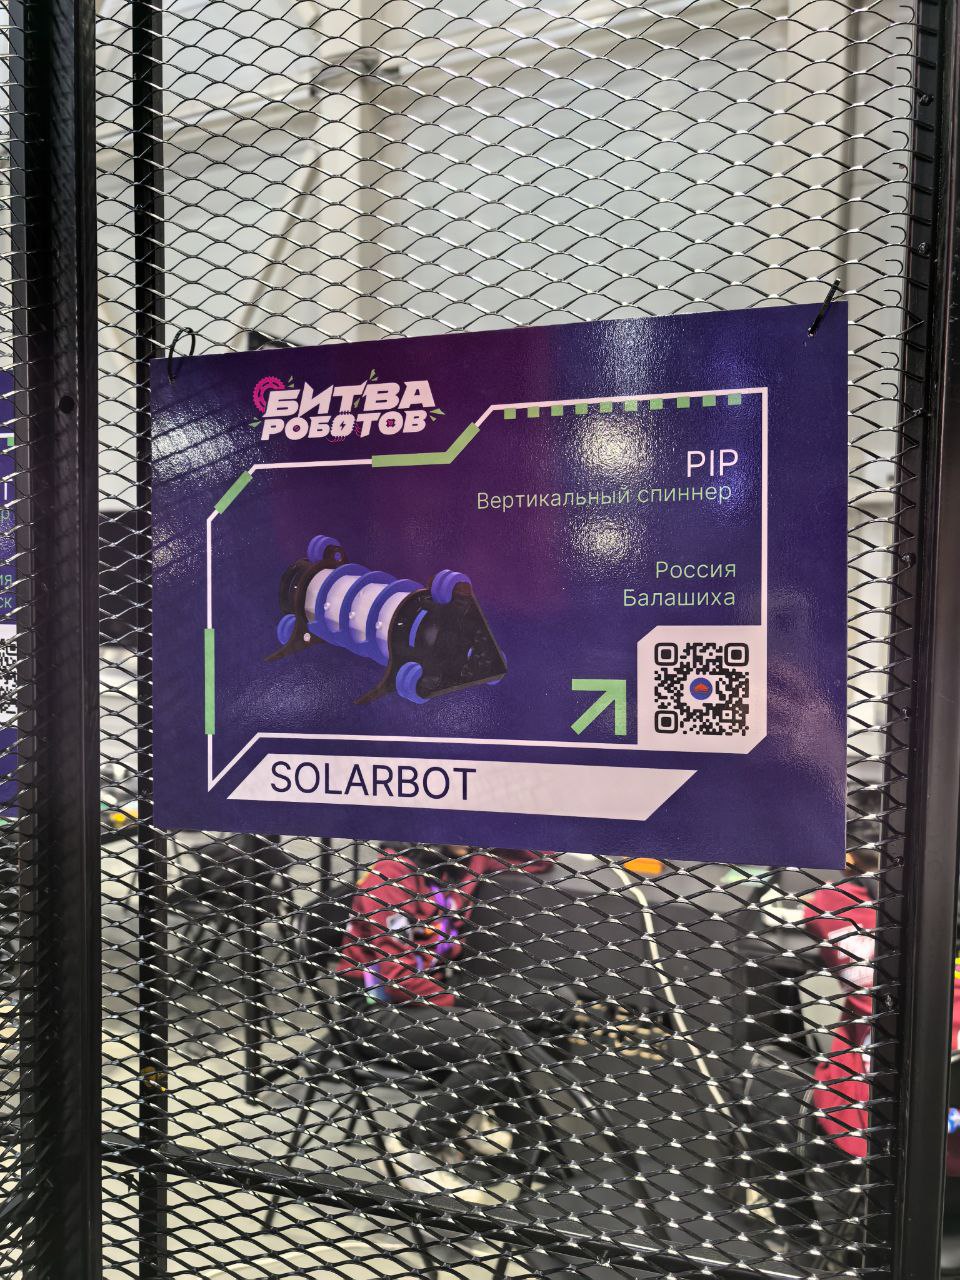 БИТВА
РОБОТОВ
PIP
Вертикальный спиннер
Россия
Балашиха
SOLARBOT